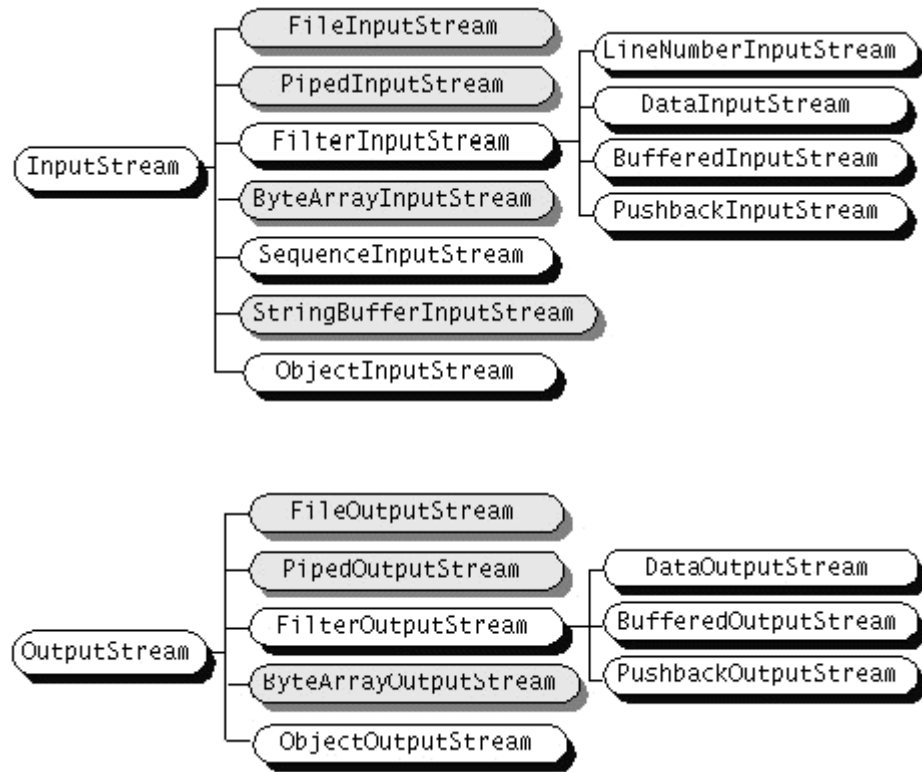 FileInputStream
PipedInputStream
FilterInputStream
InputStream
ByteArrayInputStream
SequenceInputStream
StringBufferInputStream
ObjectInputStream
LineNumberInputStream
DataInputStream
BufferedInputStream
PushbackInputStream
FileOutputStream
PipedOutputStream
FilterOutputStream
OutputStream
ByteArrayOutputStream
ObjectOutputStream
DataOutputStream
BufferedOutputStream
PushbackOutputStream